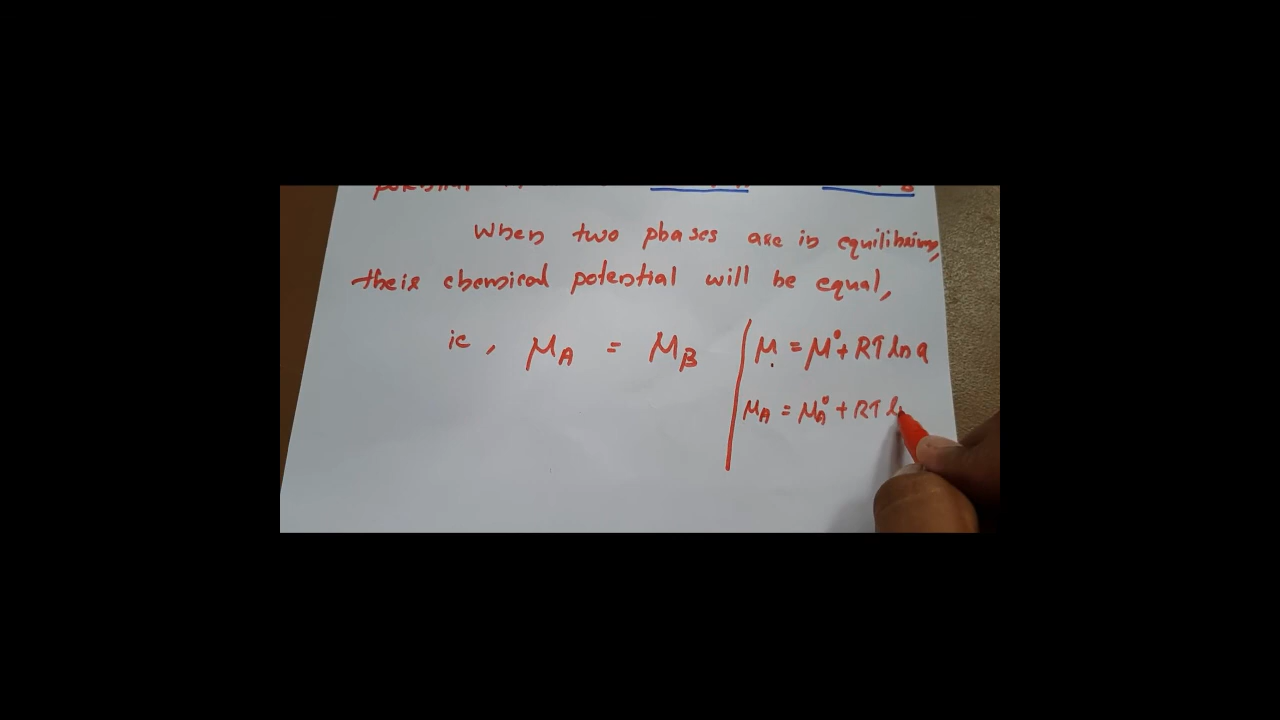 When two phases are in equilibrium,
their chemical potential will be equal,
ie, μA = μB
μ = μ° + RT ln a
μA = μA° + RT ln